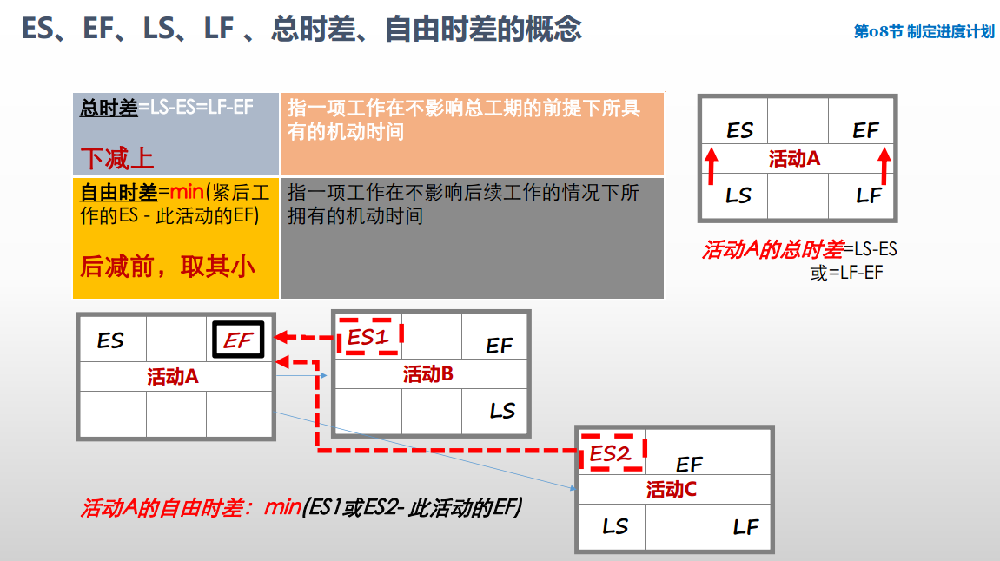 ES、EF、LS、LF 、总时差、自由时差的概念
第08节 制定进度计划
总时差=LS-ES=LF-EF
下减上
指一项工作在不影响总工期的前提下所具
有的机动时间
自由时差=min(紧后工
作的ES - 此活动的EF)
后减前，取其小
指一项工作在不影响后续工作的情况下所
拥有的机动时间
ES
EF
活动A
LS
LF
活动A的总时差=LS-ES
或=LF-EF
ES
EF
活动A
ES1
EF
活动B
LS
ES2
EF
活动C
LS
LF
活动A的自由时差：min(ES1或ES2- 此活动的EF)